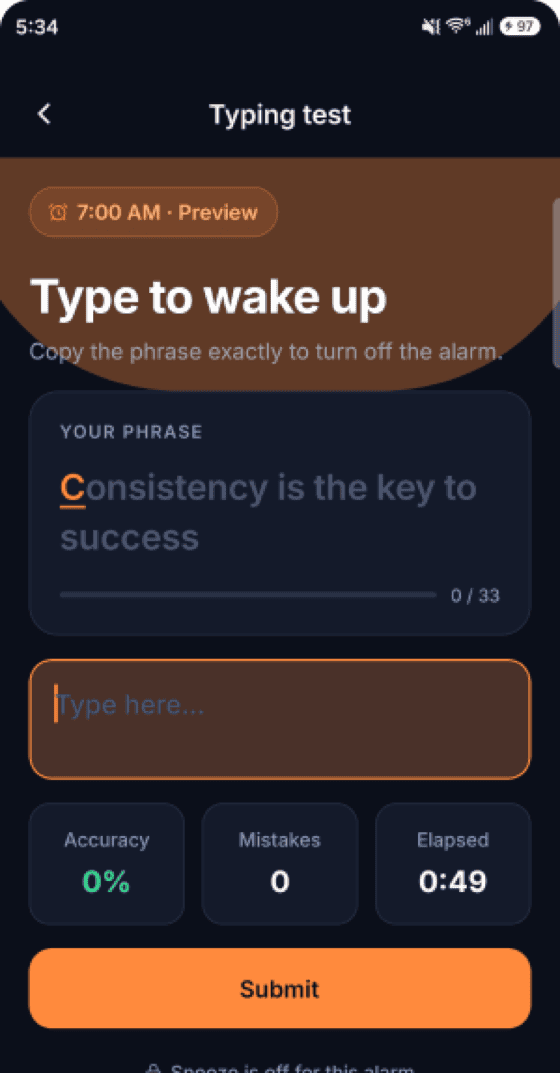 5:34
6
97
Typing test
7:00 AM · Preview
Type to wake up
Copy the phrase exactly to turn off the alarm.
YOUR PHRASE
Consistency is the key to
success
0 / 33
Type here...
Accuracy
Mistakes
Elapsed
0%
0
0:49
Submit
Snooze is off for this alarm